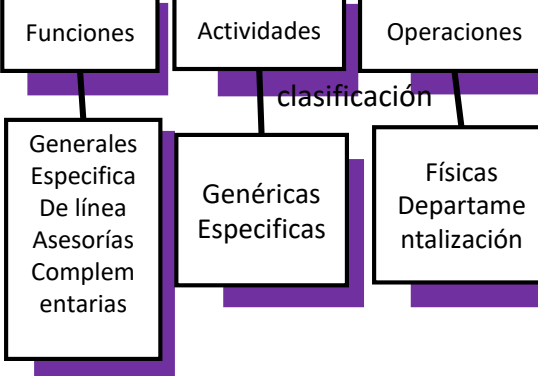 Funciones
Actividades
Operaciones
clasificación
Generales
Especifica
De línea
Asesorías
Complem
entarias
Genéricas
Especificas
Físicas
Departame
ntalización